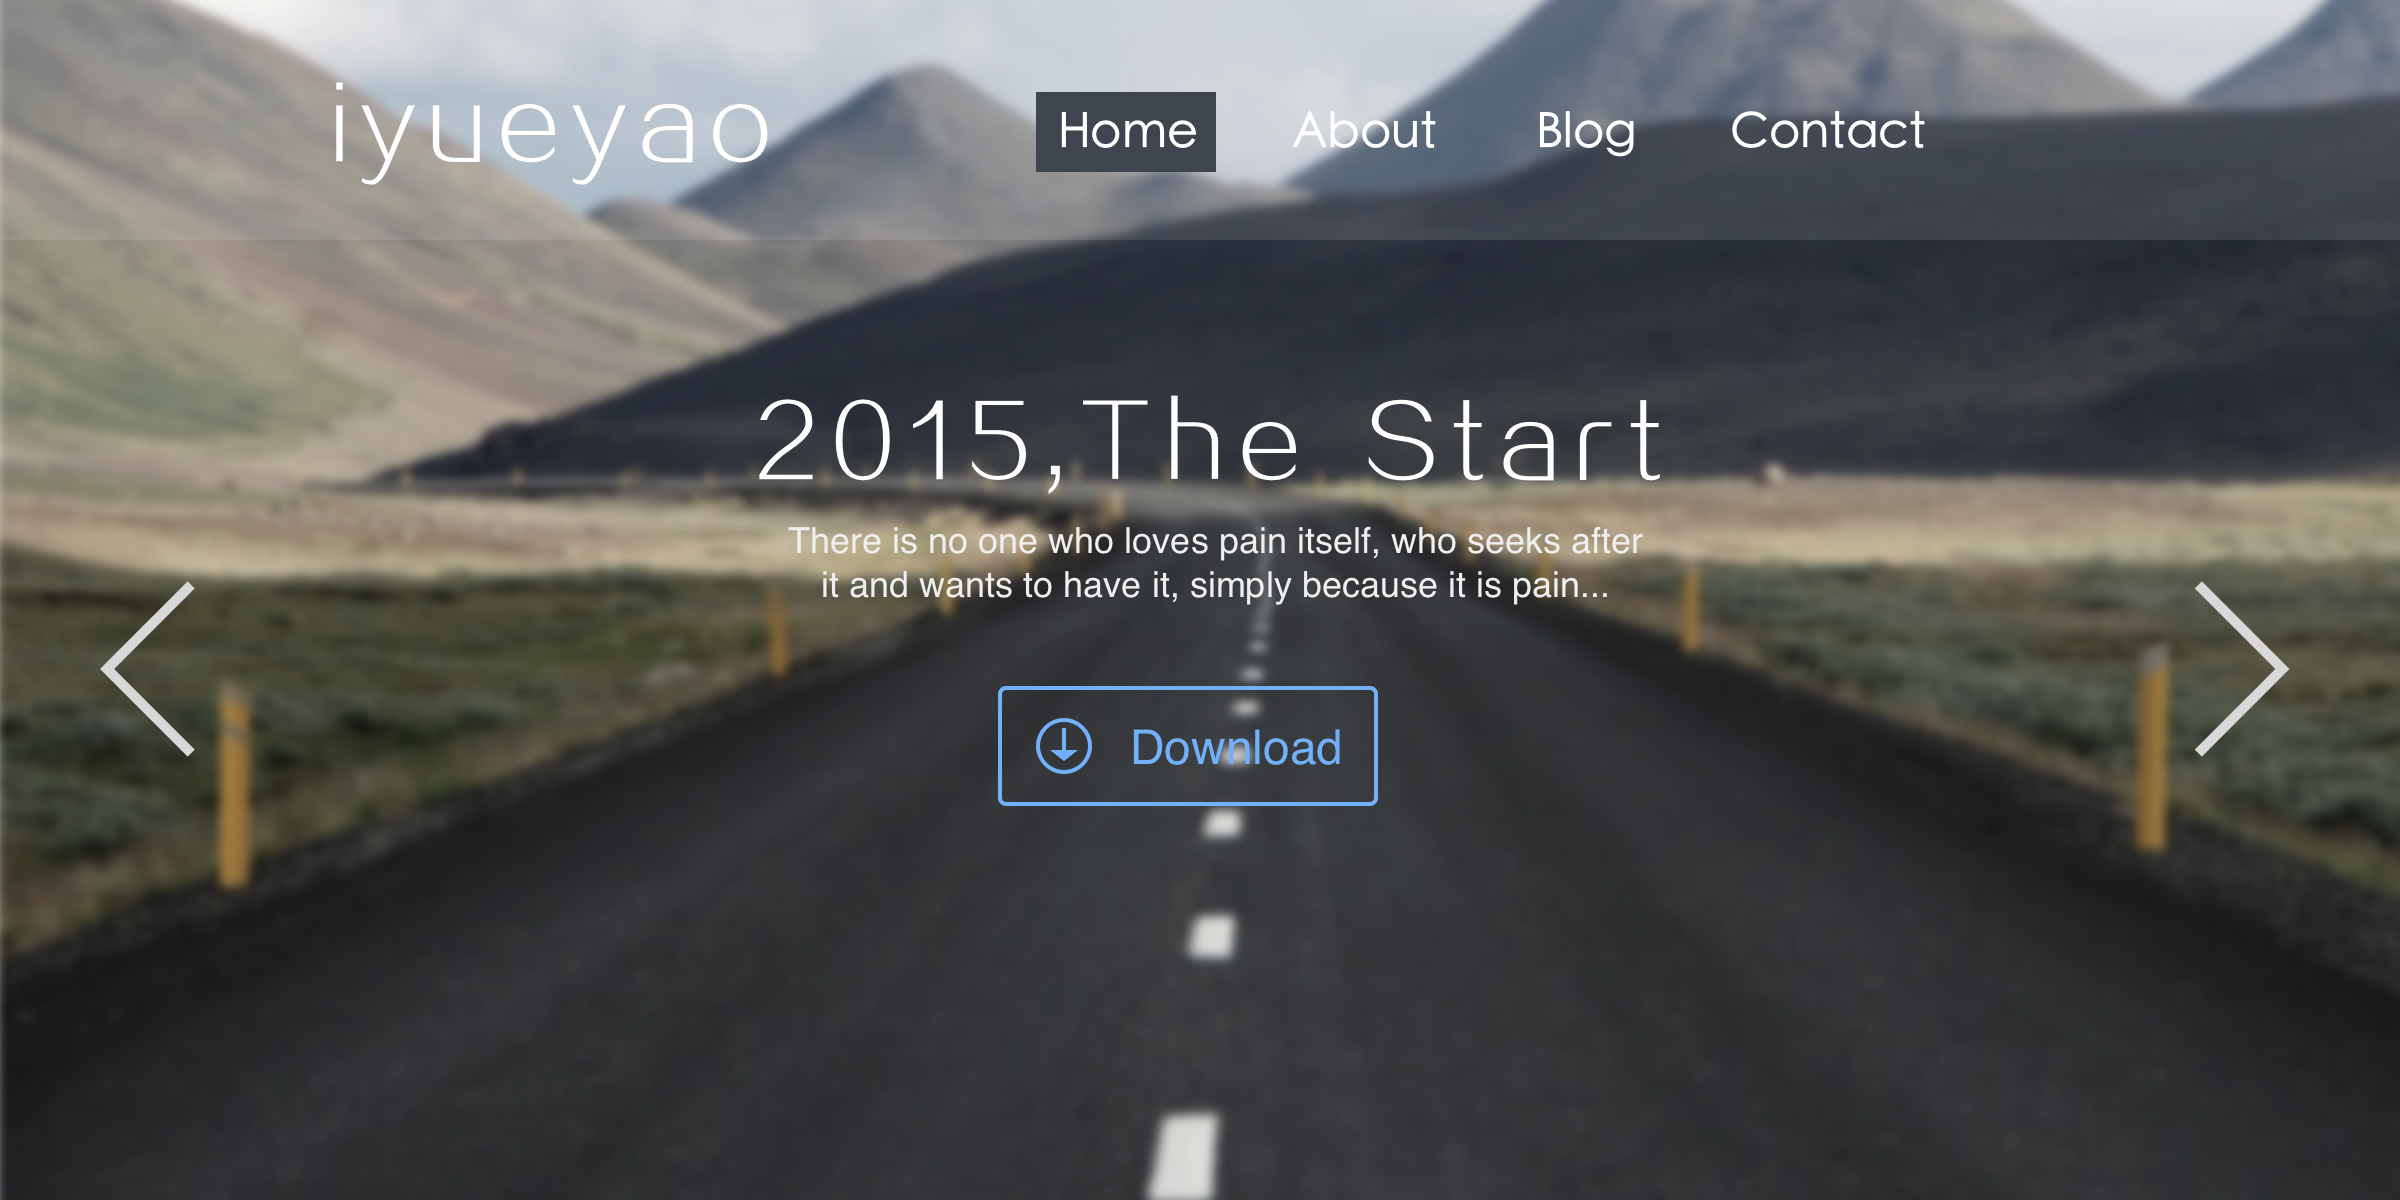 iyueyao
Home About Blog Contact
2015,The Start
There is no one who loves pain itself, who seeks after
it and wants to have it, simply because it is pain...
Download